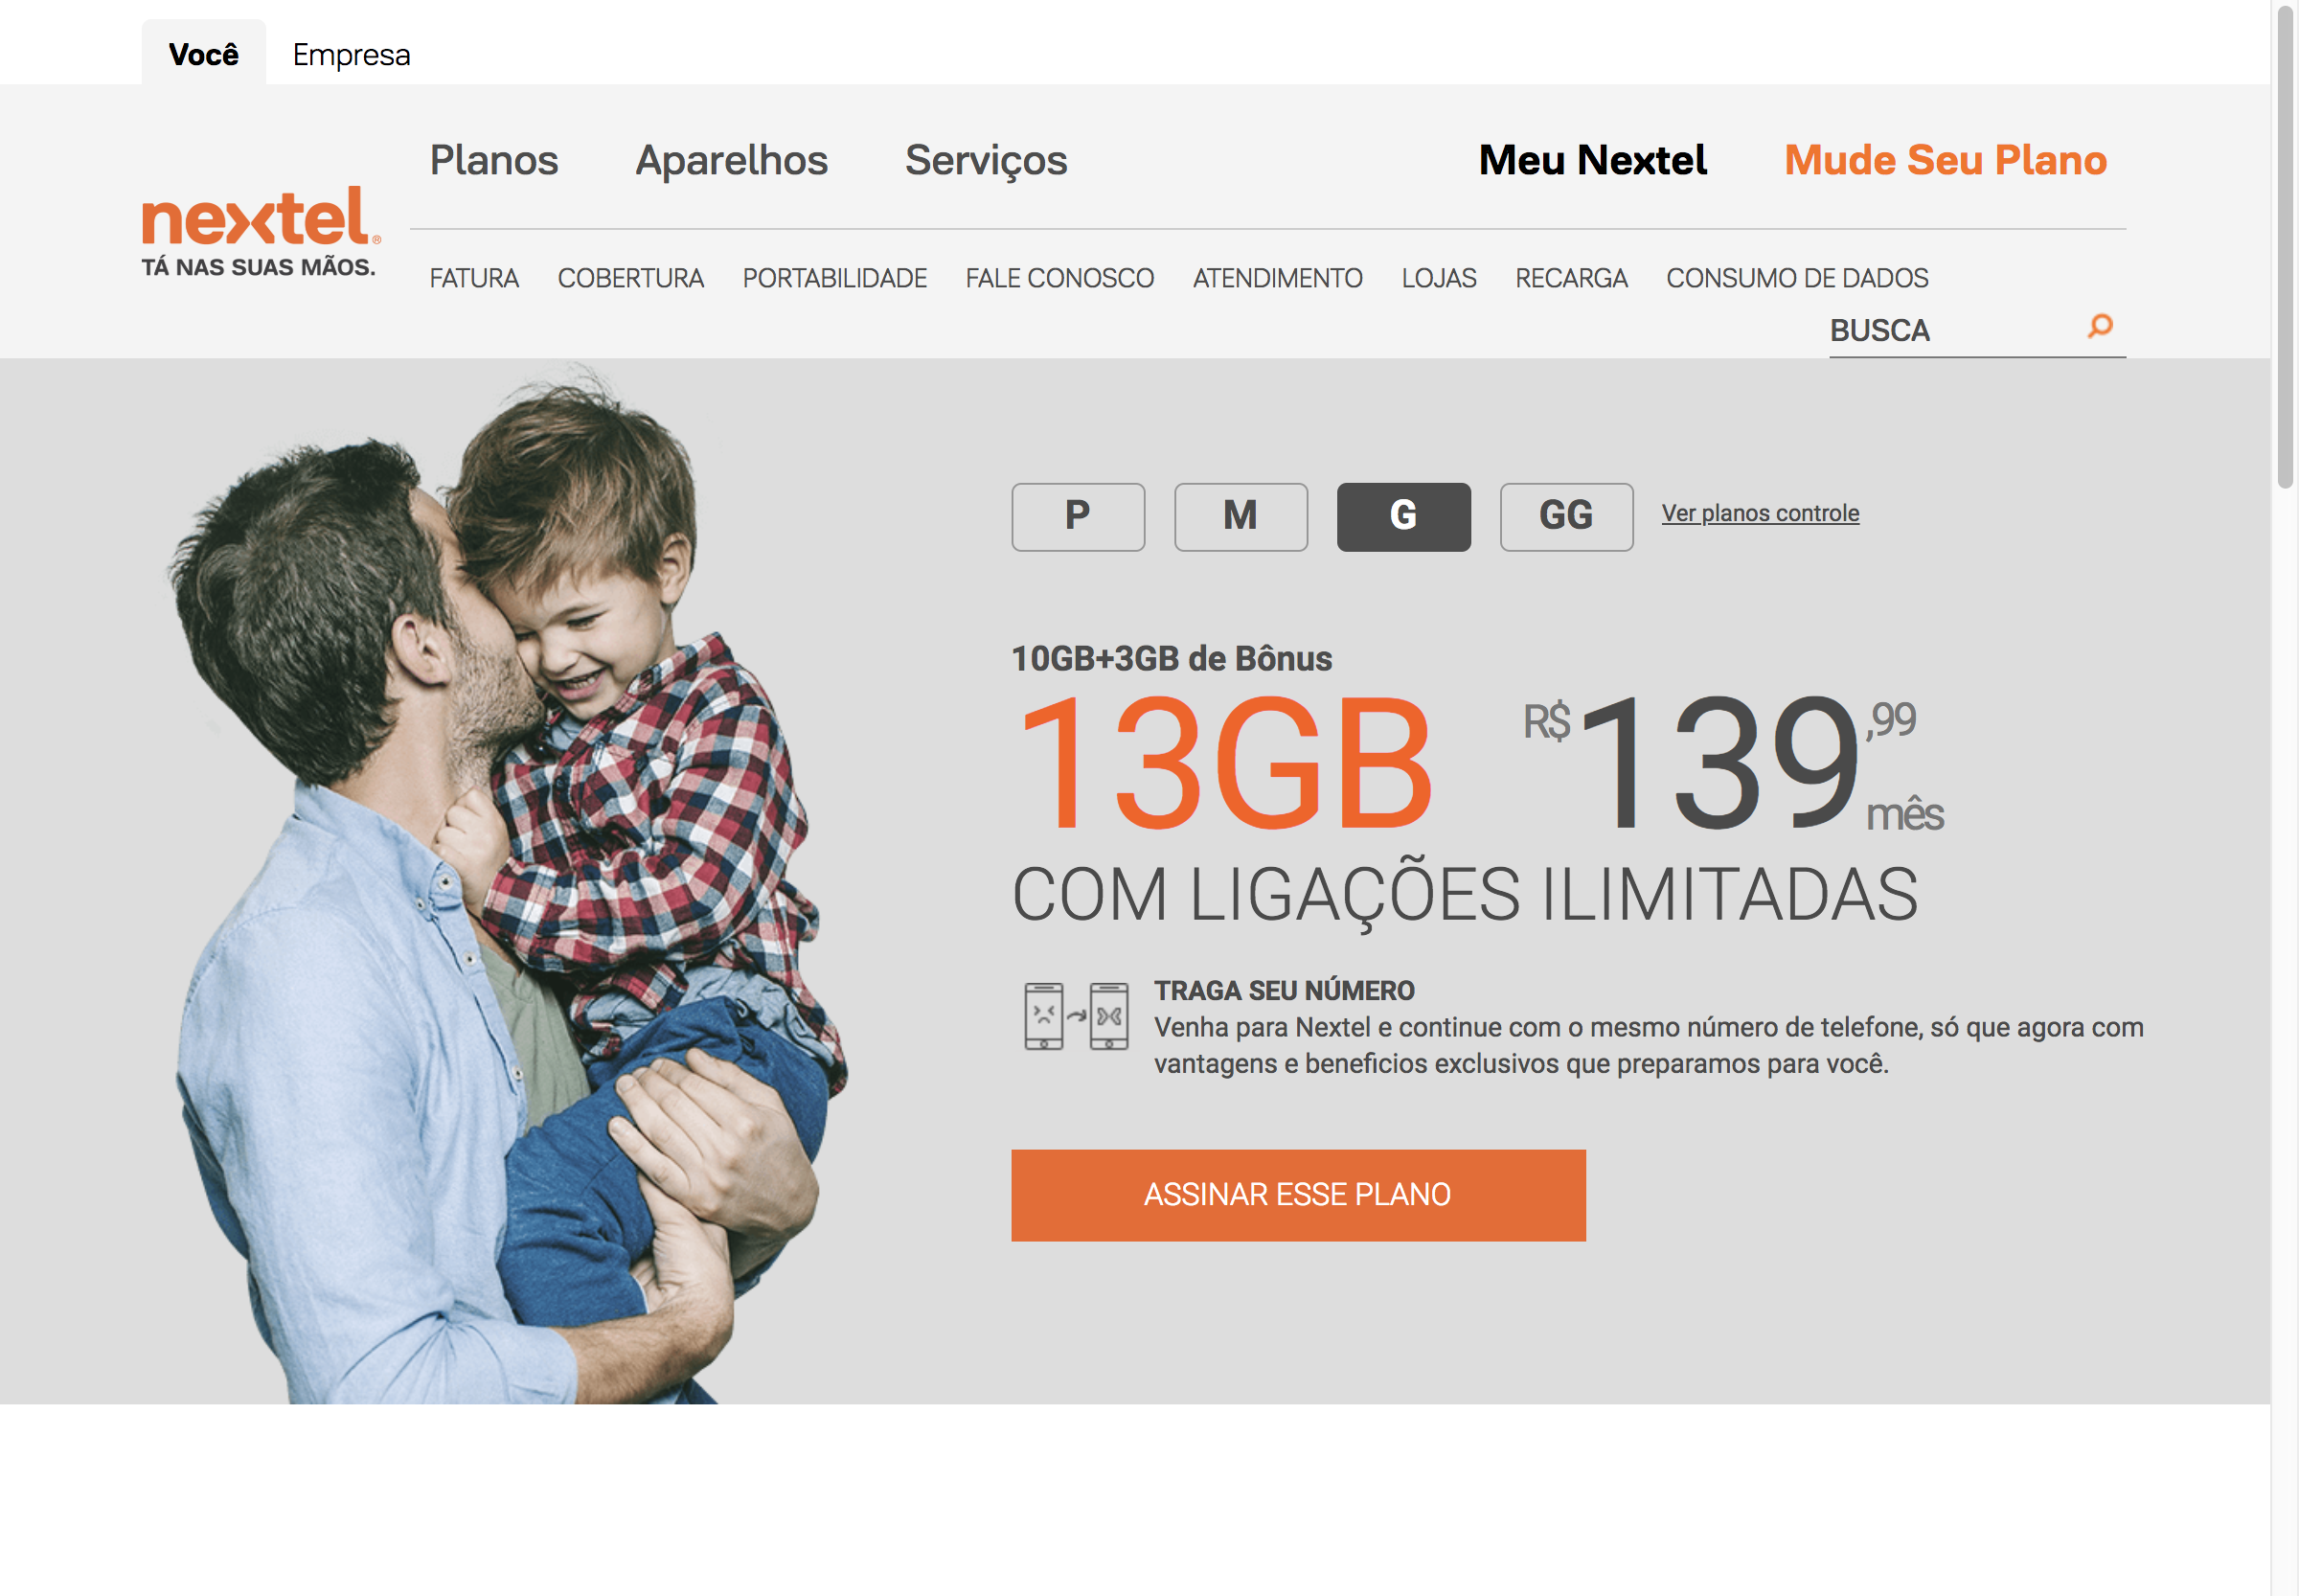 Você Empresa
Planos Aparelhos Serviços Meu Nextel Mude Seu Plano
nextel®
TÁ NAS SUAS MÃOS.
FATURA COBERTURA PORTABILIDADE FALE CONOSCO ATENDIMENTO LOJAS RECARGA CONSUMO DE DADOS
BUSCA
P M G GG Ver planos controle
10GB+3GB de Bônus
13GB R$139,99 mês
COM LIGAÇÕES ILIMITADAS
TRAGA SEU NÚMERO
Venha para Nextel e continue com o mesmo número de telefone, só que agora com
vantagens e beneficios exclusivos que preparamos para você.
ASSINAR ESSE PLANO